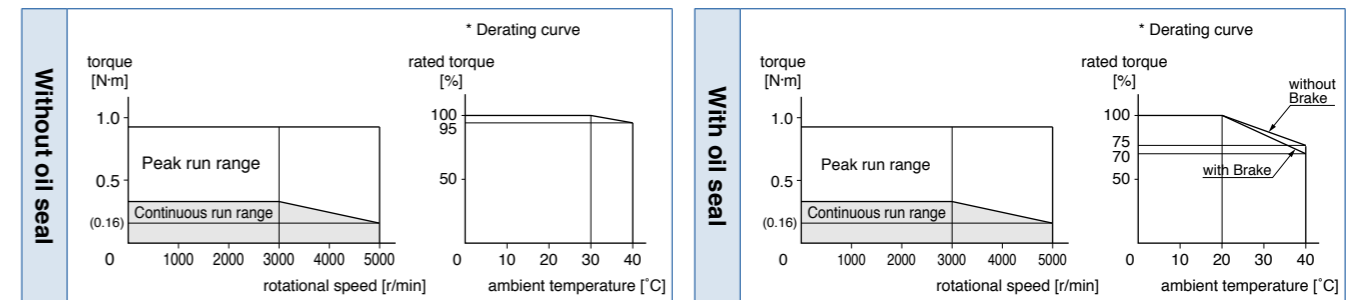 Without oil seal
* Derating curve
torque
[N·m]
rated torque
[%]
1.0
Peak run range
0.5
Continuous run range
(0.16)
0 1000 2000 3000 4000 5000
rotational speed [r/min]
100
95
50
0 10 20 30 40
ambient temperature [˚C]
With oil seal
* Derating curve
torque
[N·m]
rated torque
[%]
1.0
Peak run range
0.5
Continuous run range
(0.16)
0 1000 2000 3000 4000 5000
rotational speed [r/min]
without
Brake
100
75
70
with Brake
50
0 10 20 30 40
ambient temperature [˚C]